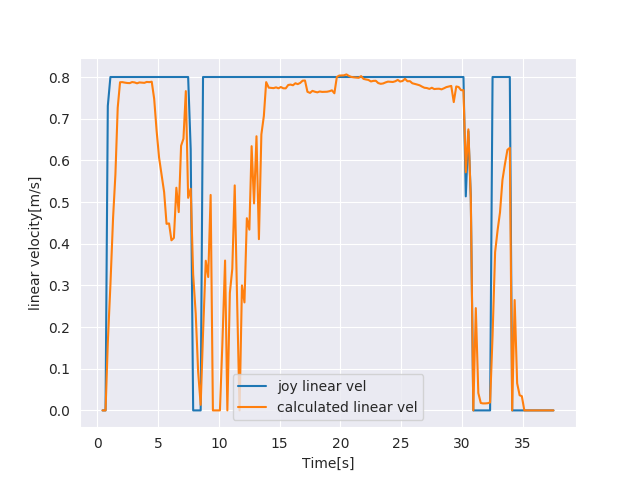 0.8
0.7
0.6
0.5
0.4
0.3
0.2
0.1
0.0
linear velocity[m/s]
joy linear vel
calculated linear vel
0 5 10 15 20 25 30 35
Time[s]